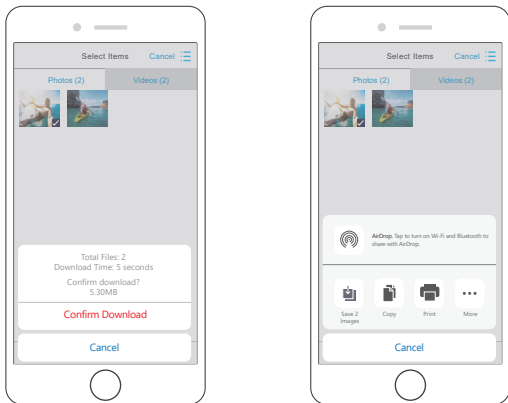 Select Items Cancel
Photos (2) Videos (2)
Total Files: 2
Download Time: 5 seconds
Confirm download?
5.30MB
Confirm Download
Cancel
Select Items Cancel
Photos (2) Videos (2)
AirDrop. Tap to turn on Wi-Fi and Bluetooth to
share with AirDrop.
Save 2
Images
Copy
Print
More
Cancel